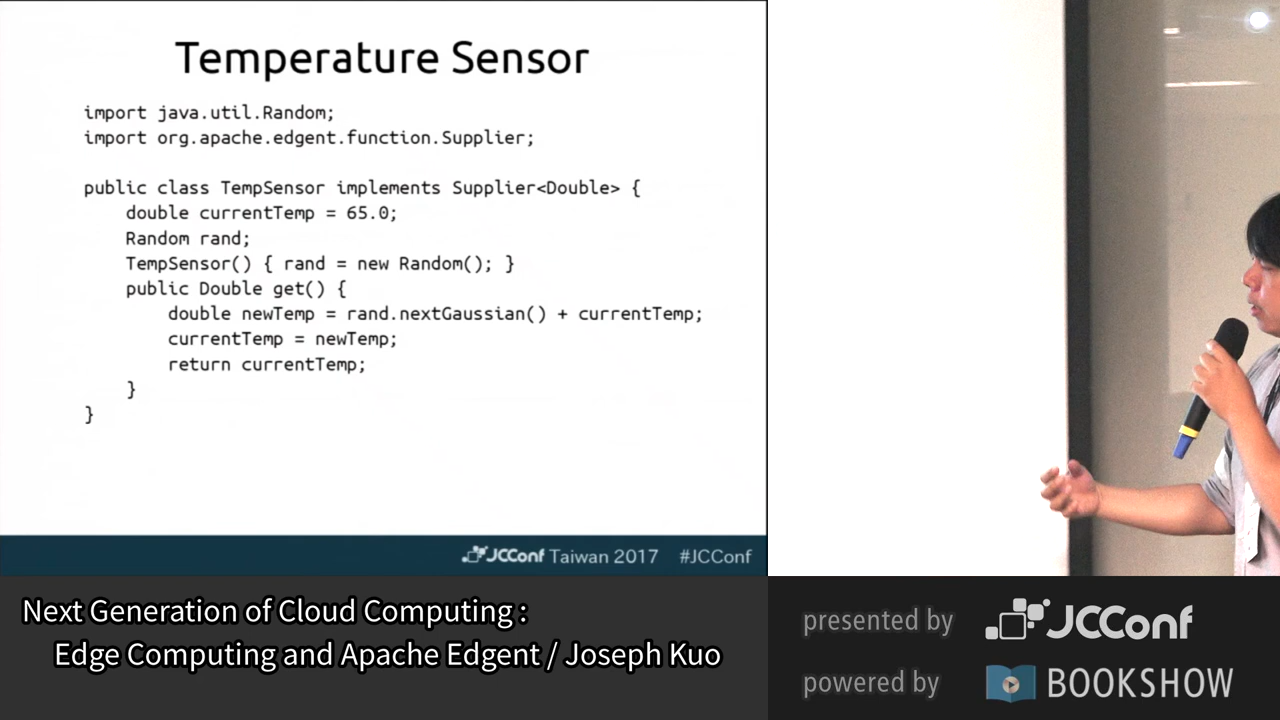 Temperature Sensor
import java.util.Random;
import org.apache.edgent.function.Supplier;
public class TempSensor implements Supplier<Double> {
double currentTemp = 65.0;
Random rand;
TempSensor() { rand = new Random(); }
public Double get() {
double newTemp = rand.nextGaussian() + currentTemp;
currentTemp = newTemp;
return currentTemp;
}
}
JCConf Taiwan 2017 #JCConf
Next Generation of Cloud Computing :
Edge Computing and Apache Edgent / Joseph Kuo
presented by JCConf
powered by BOOKSHOW